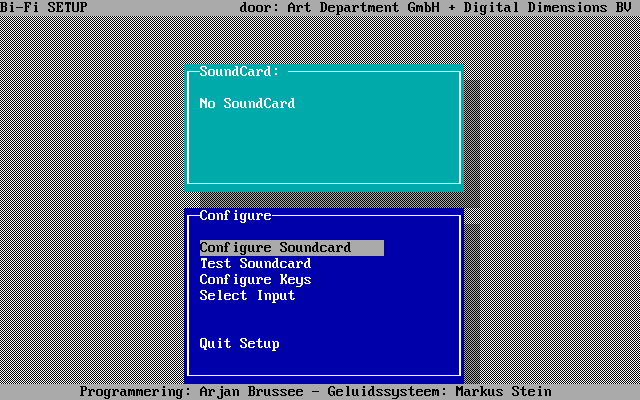 Bi-Fi SETUP door: Art Department GmbH + Digital Dimensions BV
SoundCard:
No SoundCard
Configure
Configure Soundcard
Test Soundcard
Configure Keys
Select Input
Quit Setup
Programmering: Arjan Brussee - Geluidssysteem: Markus Stein